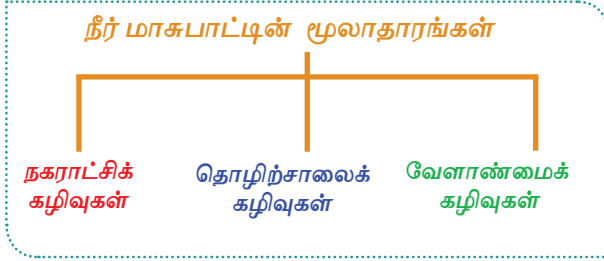 நீர் மாசுபாட்டின் மூலாதாரங்கள்
நகராட்சிக்
கழிவுகள்
தொழிற்சாலைக்
கழிவுகள்
வேளாண்மைக்
கழிவுகள்